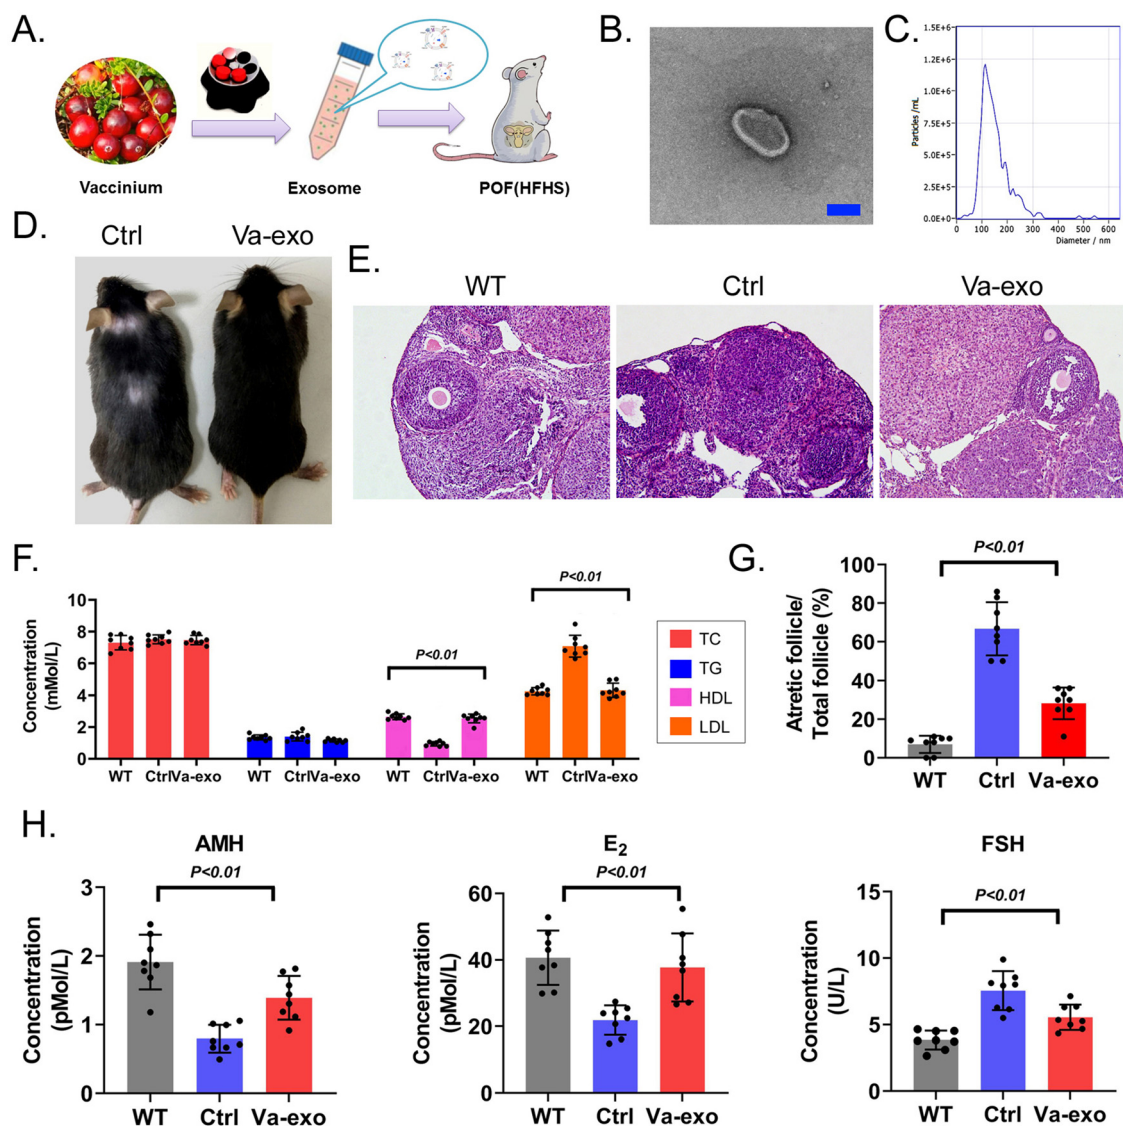 A.
Vaccinium
Exosome
POF(HFHS)
B.
C.
1.5E+6
1.2E+6
9.0E+5
6.0E+5
2.5E+5
0.0E+0
Particles /mL
0 100 200 300 400 500 600
Diameter / nm
D.
Ctrl Va-exo
E.
WT Ctrl Va-exo
F.
Concentration
(mMol/L)
10
8
6
4
2
0
P<0.01
P<0.01
WT CtrlVa-exo WT CtrlVa-exo WT CtrlVa-exo WT CtrlVa-exo
TC
TG
HDL
LDL
G.
Atretic follicle/
Total follicle (%)
100
80
60
40
20
0
P<0.01
WT Ctrl Va-exo
H.
AMH
Concentration
(pMol/L)
3
2
1
0
P<0.01
WT Ctrl Va-exo
E2
Concentration
(pMol/L)
60
40
20
0
P<0.01
WT Ctrl Va-exo
FSH
Concentration
(U/L)
15
10
5
0
P<0.01
WT Ctrl Va-exo